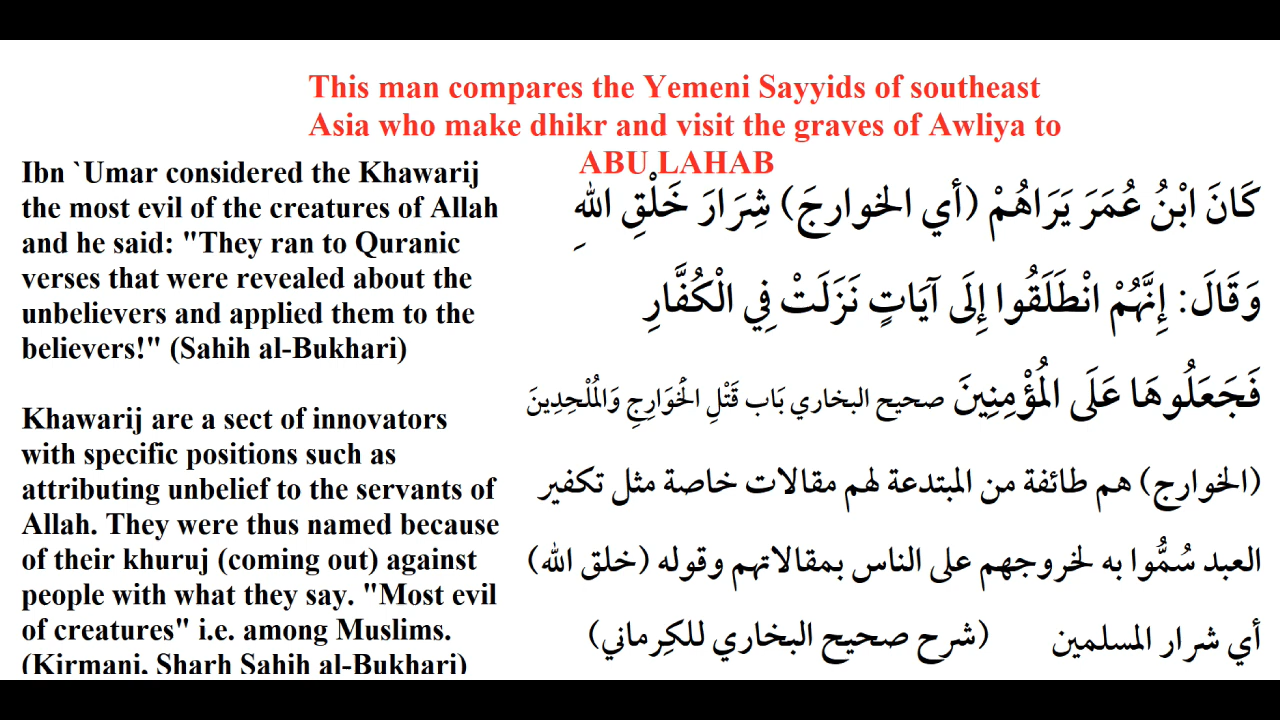 This man compares the Yemeni Sayyids of southeast
Asia who make dhikr and visit the graves of Awliya to
ABU LAHAB
Ibn `Umar considered the Khawarij
the most evil of the creatures of Allah
and he said: "They ran to Quranic
verses that were revealed about the
unbelievers and applied them to the
believers!" (Sahih al-Bukhari)
Khawarij are a sect of innovators
with specific positions such as
attributing unbelief to the servants of
Allah. They were thus named because
of their khuruj (coming out) against
people with what they say. "Most evil
of creatures" i.e. among Muslims.
(Kirmani, Sharh Sahih al-Bukhari)
كَانَ ابْنُ عُمَرَ يَرَاهُمْ (أي الخوارجَ) شِرَارَ خَلْقِ اللهِ
وَقَالَ: إِنَّهُمْ انْطَلَقُوا إِلَى آيَاتٍ نَزَلَتْ فِي الْكُفَّارِ
فَجَعَلُوهَا عَلَى الْمُؤْمِنِينَ صحيح البخاري بَاب قَتْلِ الْخَوَارِجِ وَالْمُلْحِدِينَ
(الخوارج) هم طائفة من المبتدعة لهم مقالات خاصة مثل تكفير
العبد سُمُّوا به لخروجهم على الناس بمقالاتهم وقوله (خلق الله)
أي شرار المسلمين (شرح صحيح البخاري للكِرماني)